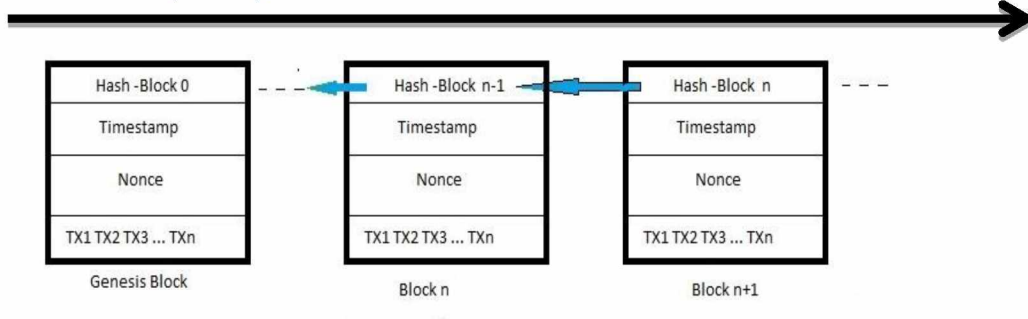 Hash -Block 0
Timestamp
Nonce
TX1 TX2 TX3 ... TXn
Genesis Block
Hash -Block n-1
Timestamp
Nonce
TX1 TX2 TX3 ... TXn
Block n
Hash -Block n
Timestamp
Nonce
TX1 TX2 TX3 ... TXn
Block n+1